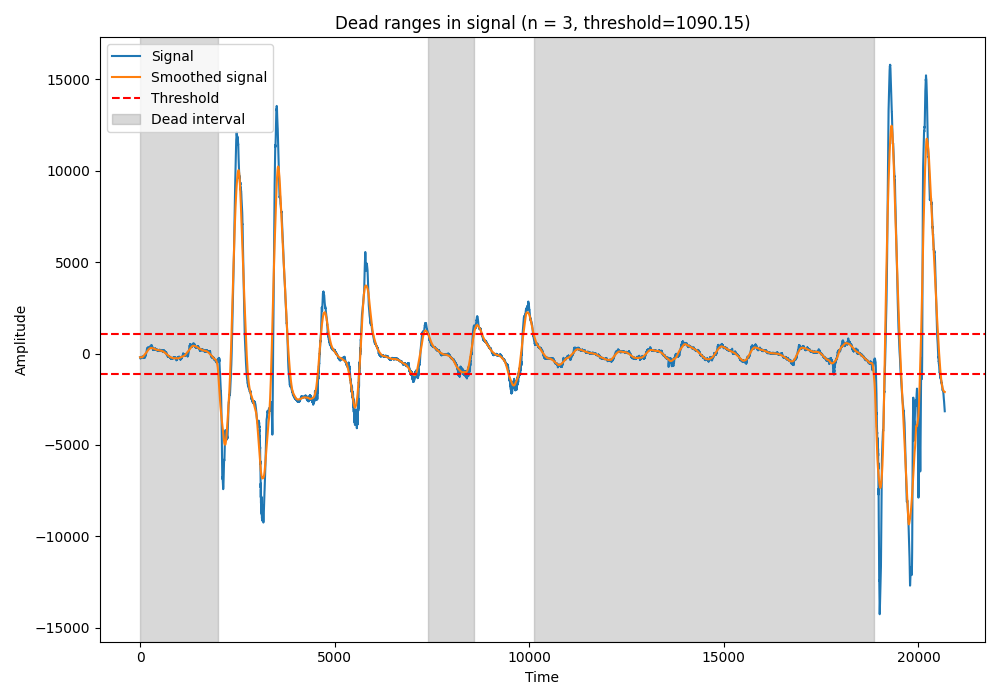 Dead ranges in signal (n = 3, threshold=1090.15)
Signal
Smoothed signal
Threshold
Dead interval
15000
10000
5000
0
−5000
−10000
−15000
Amplitude
0
5000
10000
15000
20000
Time